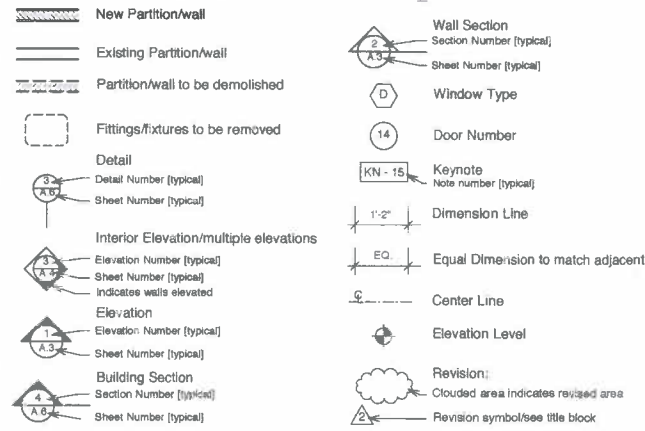 New Partition/wall
Existing Partition/wall
Partition/wall to be demolished
Fittings/fixtures to be removed
Detail
3
Detail Number [typical]
A.6
Sheet Number [typical]
Interior Elevation/multiple elevations
3
Elevation Number [typical]
A.4
Sheet Number [typical]
Indicates walls elevated
Elevation
1
Elevation Number [typical]
A.3
Sheet Number [typical]
Building Section
4
Section Number [typical]
A.6
Sheet Number [typical]
Wall Section
2
Section Number [typical]
A.3
Sheet Number [typical]
D
Window Type
14
Door Number
KN - 15
Keynote
Note number [typical]
1'-2"
Dimension Line
EQ.
Equal Dimension to match adjacent
℄
Center Line
Elevation Level
Revision:
Clouded area indicates revised area
2
Revision symbol/see title block